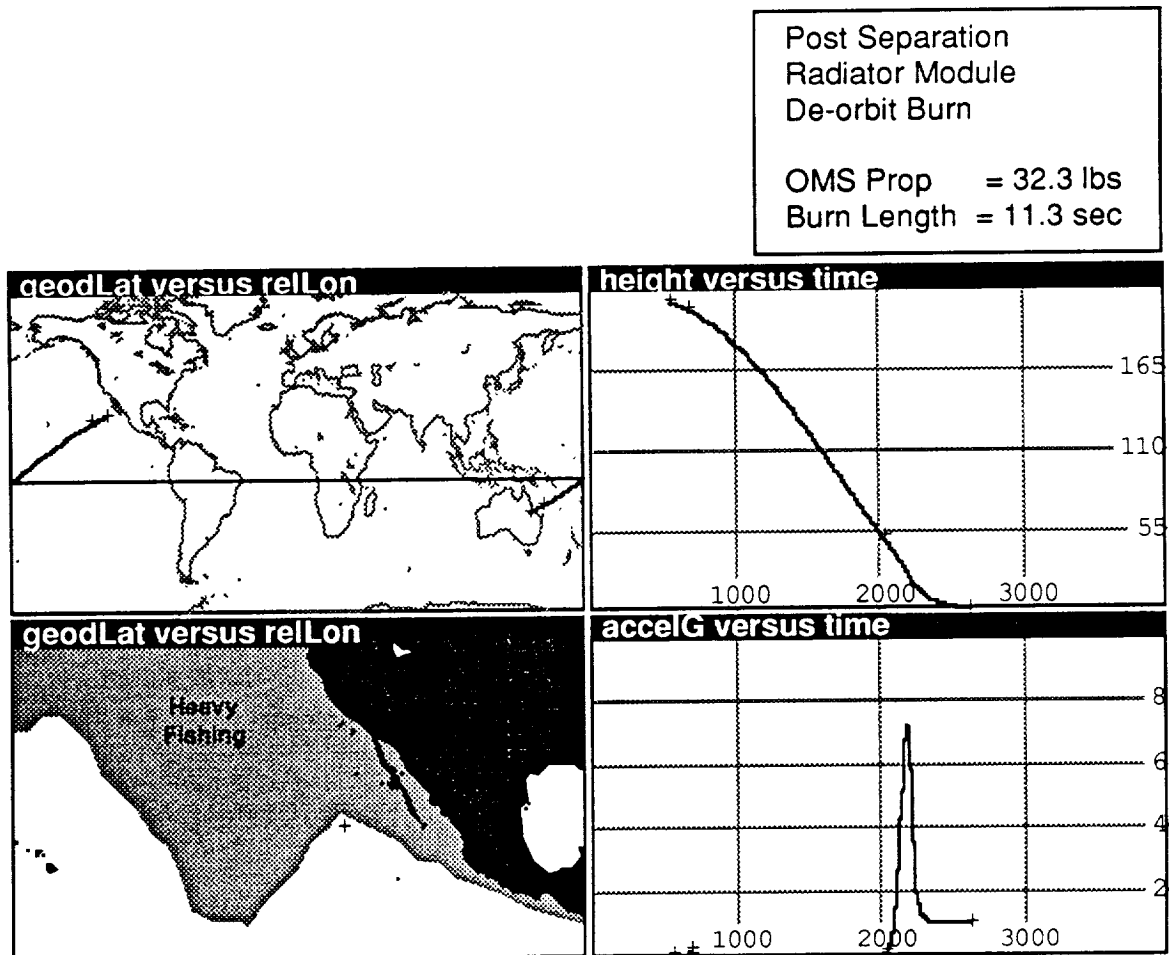 Post Separation
Radiator Module
De-orbit Burn
OMS Prop = 32.3 lbs
Burn Length = 11.3 sec
geodLat versus relLon
height versus time
165
110
55
1000 2000 3000
geodLat versus relLon
Heavy
Fishing
accelG versus time
8
6
4
2
1000 2000 3000